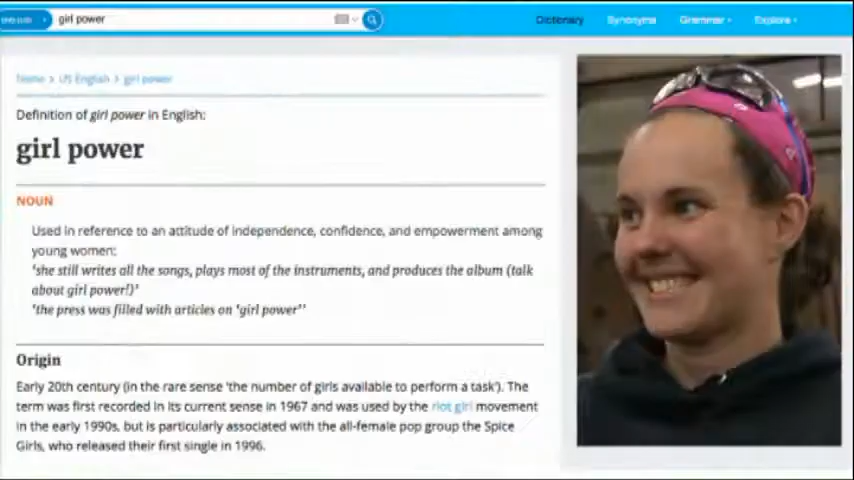 girl power
Dictionary Synonyms Grammar Explore
Home > US English > girl power
Definition of girl power in English:
girl power
NOUN
Used in reference to an attitude of independence, confidence, and empowerment among
young women:
'she still writes all the songs, plays most of the instruments, and produces the album (talk
about girl power!)'
'the press was filled with articles on 'girl power''
Origin
Early 20th century (in the rare sense 'the number of girls available to perform a task'). The
term was first recorded in its current sense in 1967 and was used by the riot girl movement
in the early 1990s, but is particularly associated with the all-female pop group the Spice
Girls, who released their first single in 1996.